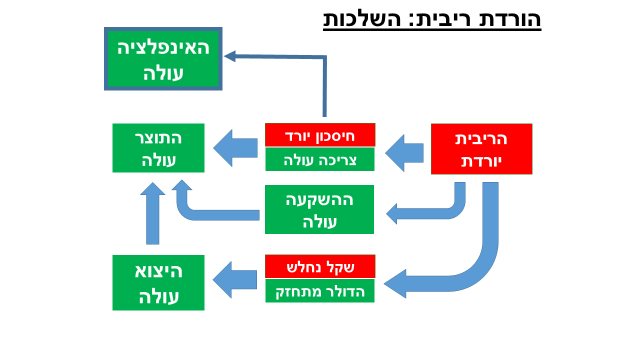 הורדת ריבית: השלכות
האינפלציה
עולה
הריבית
יורדת
חיסכון יורד
צריכה עולה
התוצר
עולה
ההשקעה
עולה
שקל נחלש
הדולר מתחזק
היצוא
עולה